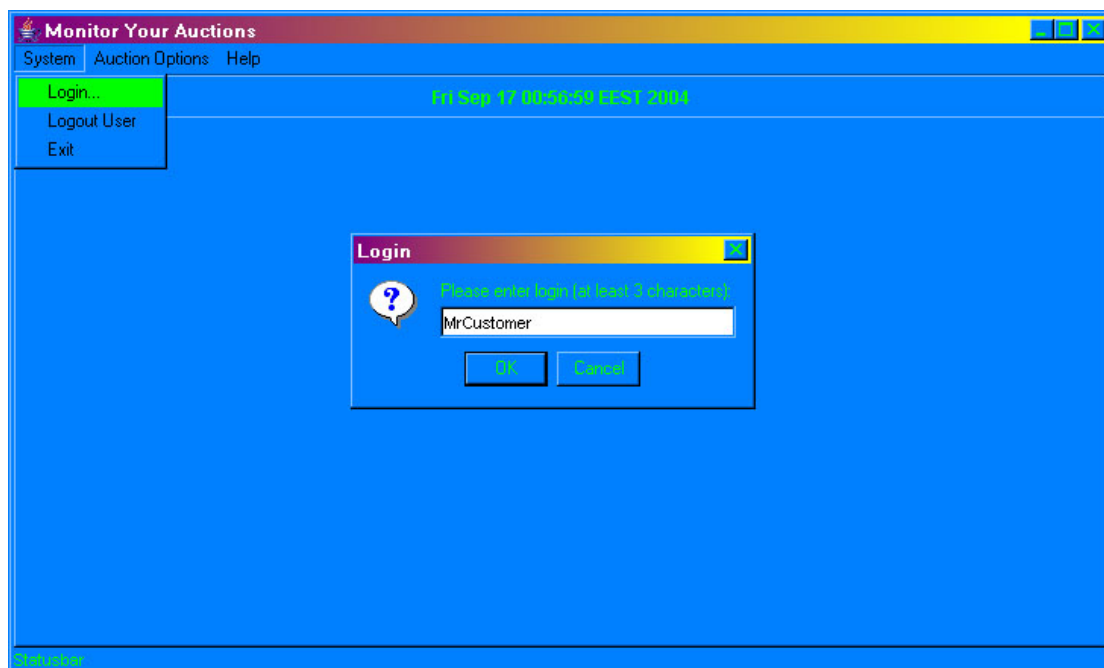 Monitor Your Auctions
System Auction Options Help
Login...
Logout User
Exit
Fri Sep 17 00:56:59 EEST 2004
Login
?
Please enter login (at least 3 characters):
MrCustomer
OK Cancel
Statusbar